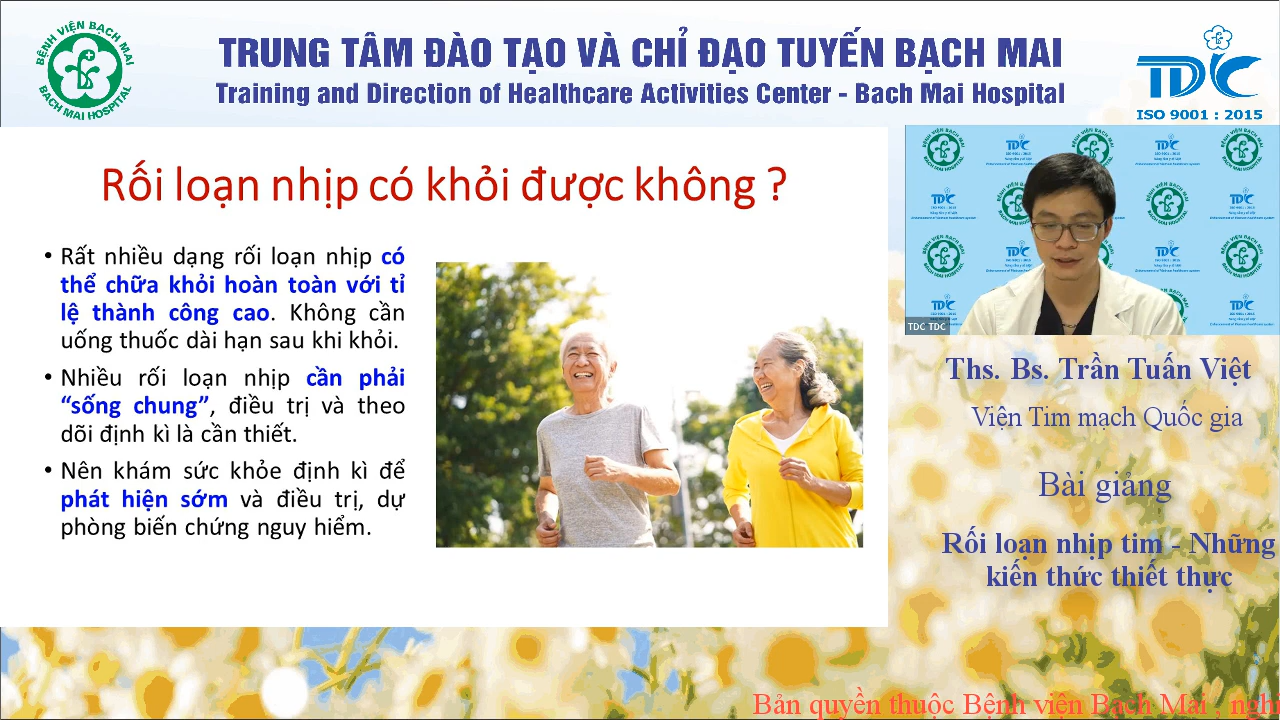 BỆNH VIỆN BẠCH MAI
BACH MAI HOSPITAL
TRUNG TÂM ĐÀO TẠO VÀ CHỈ ĐẠO TUYẾN BẠCH MAI
Training and Direction of Healthcare Activities Center - Bach Mai Hospital
TDC
ISO 9001 : 2015
Rối loạn nhịp có khỏi được không ?
• Rất nhiều dạng rối loạn nhịp có
thể chữa khỏi hoàn toàn với tỉ
lệ thành công cao. Không cần
uống thuốc dài hạn sau khi khỏi.
• Nhiều rối loạn nhịp cần phải
“sống chung”, điều trị và theo
dõi định kì là cần thiết.
• Nên khám sức khỏe định kì để
phát hiện sớm và điều trị, dự
phòng biến chứng nguy hiểm.
TDC TDC
Ths. Bs. Trần Tuấn Việt
Viện Tim mạch Quốc gia
Bài giảng
Rối loạn nhịp tim - Những
kiến thức thiết thực
Bản quyền thuộc Bệnh viện Bạch Mai , ngh